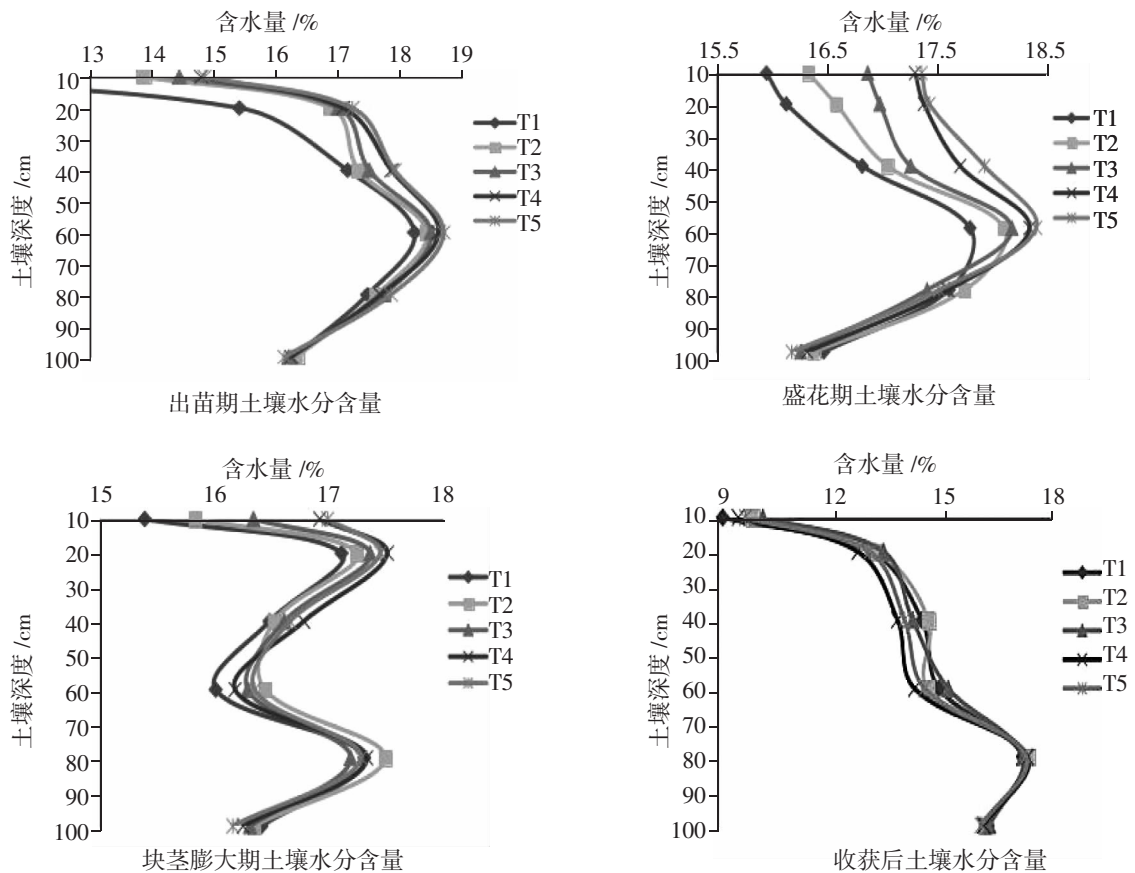 含水量 /%
13 14 15 16 17 18 19
土壤深度 /cm
10
20
30
40
50
60
70
80
90
100
T1
T2
T3
T4
T5
出苗期土壤水分含量
含水量 /%
15.5 16.5 17.5 18.5
土壤深度 /cm
10
20
30
40
50
60
70
80
90
100
T1
T2
T3
T4
T5
盛花期土壤水分含量
含水量 /%
15 16 17 18
土壤深度 /cm
10
20
30
40
50
60
70
80
90
100
T1
T2
T3
T4
T5
块茎膨大期土壤水分含量
含水量 /%
9 12 15 18
土壤深度 /cm
10
20
30
40
50
60
70
80
90
100
T1
T2
T3
T4
T5
收获后土壤水分含量